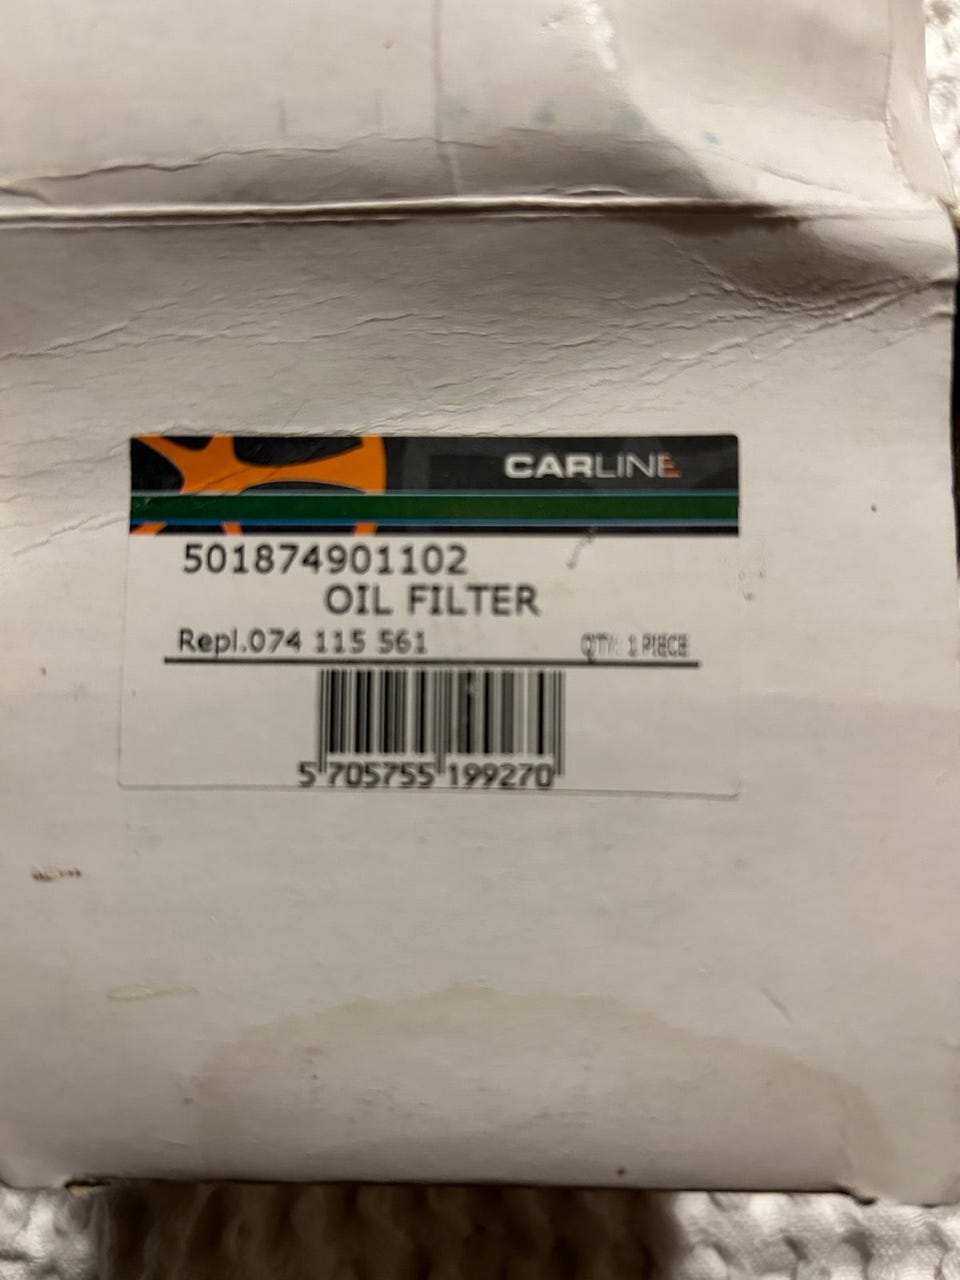 CARLINE
501874901102
OIL FILTER
Repl.074 115 561 QTY: 1 PIECE
5 705755 199270